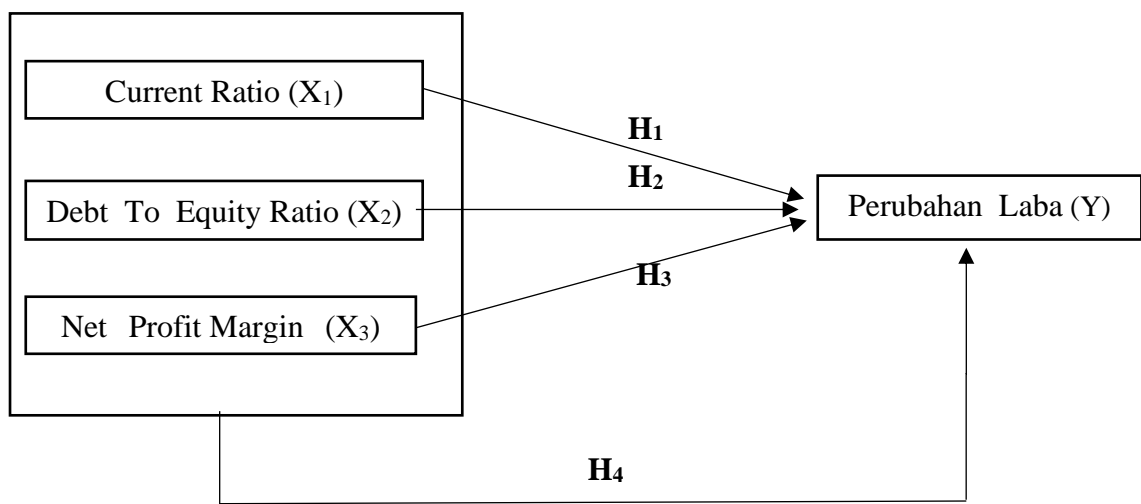 Current Ratio (X₁)
H₁
H₂
Debt To Equity Ratio (X₂)
Perubahan Laba (Y)
H₃
Net Profit Margin (X₃)
H₄